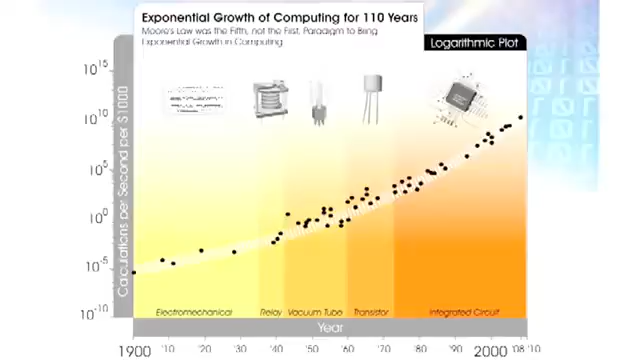 Exponential Growth of Computing for 110 Years
Moore's Law was the Fifth, not the First, Paradigm to Bring
Exponential Growth in Computing
Logarithmic Plot
Calculations per Second per $1000
10^15
10^10
10^5
10^0
10^-5
10^-10
Electromechanical Relay Vacuum Tube Transistor Integrated Circuit
Year
1900 '10 '20 '30 '40 '50 '60 '70 '80 '90 2000 '08 '10